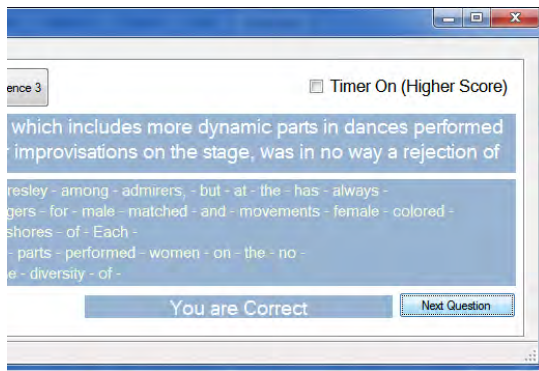 ence 3
Timer On (Higher Score)
which includes more dynamic parts in dances performed
improvisations on the stage, was in no way a rejection of
resley - among - admirers, - but - at - the - has - always -
gers - for - male - matched - and - movements - female - colored -
shores - of - Each -
- parts - performed - women - on - the - no -
e - diversity - of -
You are Correct
Next Question